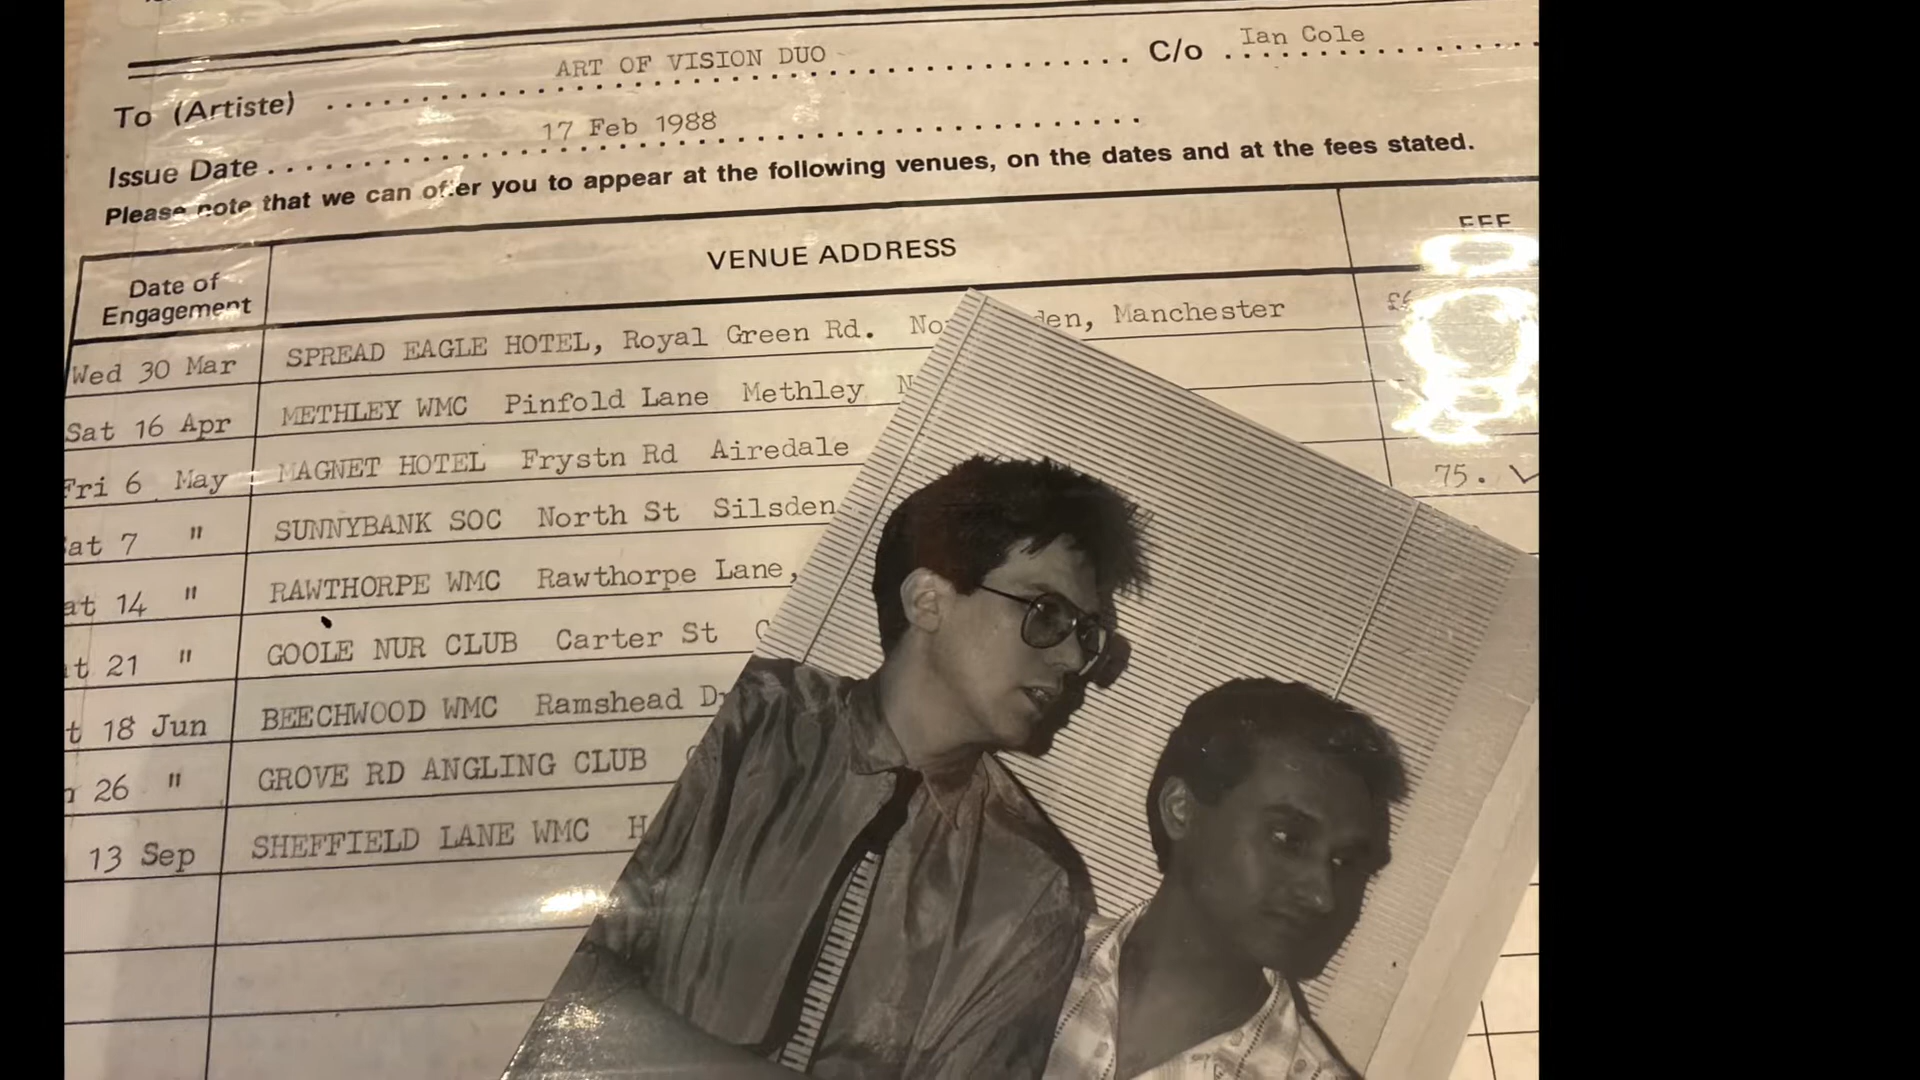 ART OF VISION DUO
C/o Ian Cole
To (Artiste)
17 Feb 1988
Issue Date
Please note that we can offer you to appear at the following venues, on the dates and at the fees stated.
Date of Engagement VENUE ADDRESS FEE
Wed 30 Mar SPREAD EAGLE HOTEL, Royal Green Rd. Manchester
Sat 16 Apr METHLEY WMC Pinfold Lane Methley
Fri 6 May MAGNET HOTEL Frystn Rd Airedale 75.
at 7 " SUNNYBANK SOC North St Silsden
at 14 " RAWTHORPE WMC Rawthorpe Lane,
t 21 " GOOLE NUR CLUB Carter St
t 18 Jun BEECHWOOD WMC Ramshead
26 " GROVE RD ANGLING CLUB
13 Sep SHEFFIELD LANE WMC